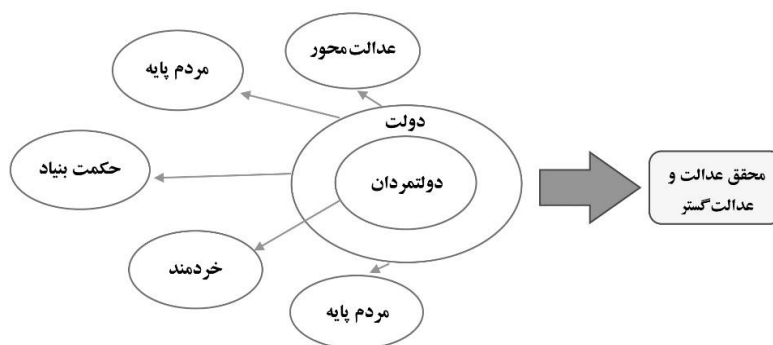 عدالت‌محور
مردم پایه
دولت
حکمت بنیاد
دولتمردان
محقق عدالت و
عدالت‌گستر
خردمند
مردم پایه